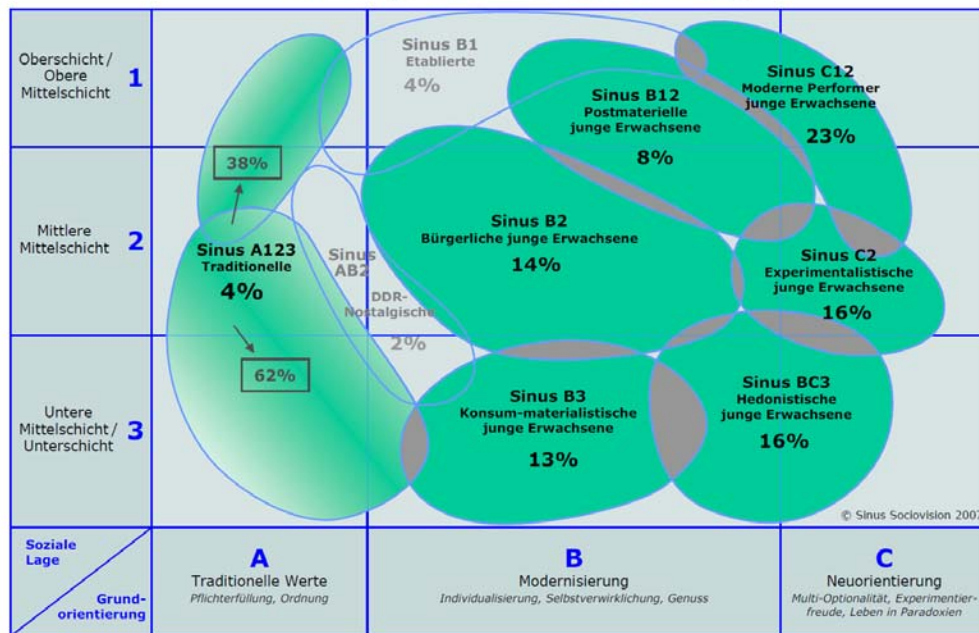 Oberschicht /
Obere
Mittelschicht
1
Mittlere
Mittelschicht
2
Untere
Mittelschicht /
Unterschicht
3
Sinus B1
Etablierte
4%
Sinus B12
Postmaterielle
junge Erwachsene
8%
Sinus C12
Moderne Performer
junge Erwachsene
23%
38%
Sinus A123
Traditionelle
4%
62%
Sinus
AB2
DDR-
Nostalgische
2%
Sinus B2
Bürgerliche junge Erwachsene
14%
Sinus C2
Experimentalistische
junge Erwachsene
16%
Sinus B3
Konsum-materialistische
junge Erwachsene
13%
Sinus BC3
Hedonistische
junge Erwachsene
16%
© Sinus Sociovision 2007
Soziale
Lage
Grund-
orientierung
A
Traditionelle Werte
Pflichterfüllung, Ordnung
B
Modernisierung
Individualisierung, Selbstverwirklichung, Genuss
C
Neuorientierung
Multi-Optionalität, Experimentier-
freude, Leben in Paradoxien